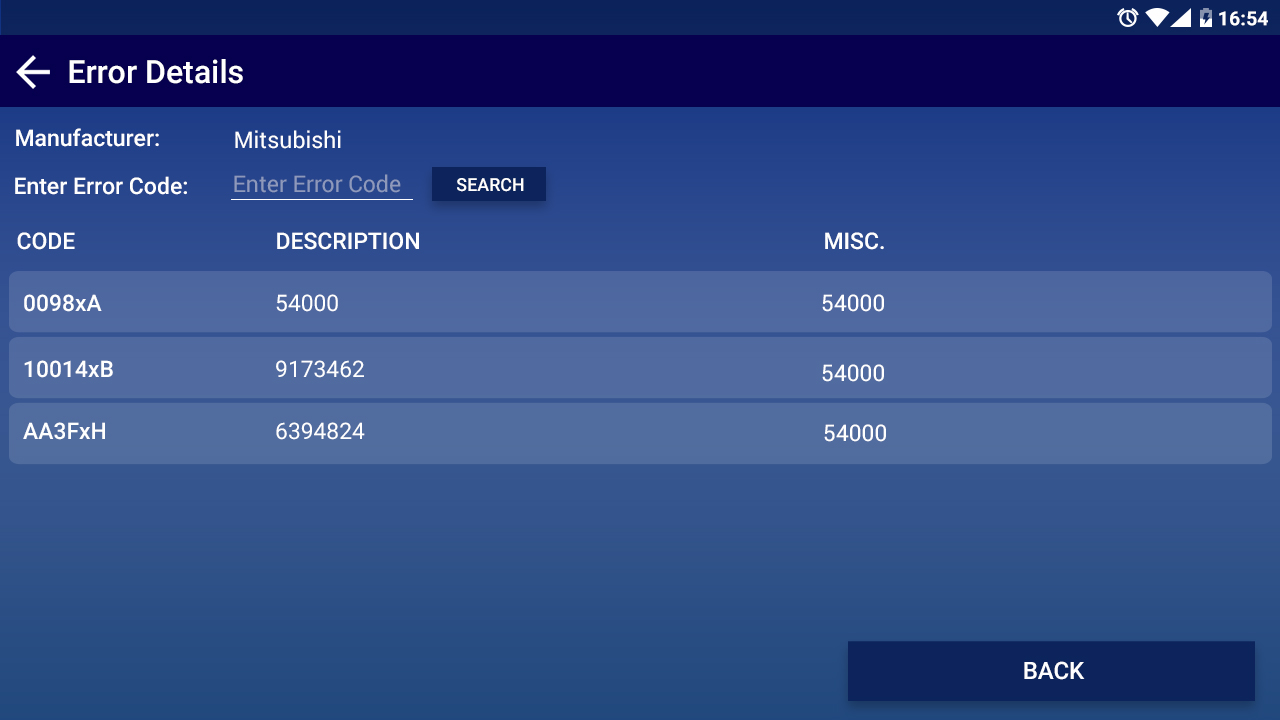 16:54
Error Details
Manufacturer: Mitsubishi
Enter Error Code: Enter Error Code SEARCH
CODE DESCRIPTION MISC.
0098xA 54000 54000
10014xB 9173462 54000
AA3FxH 6394824 54000
BACK